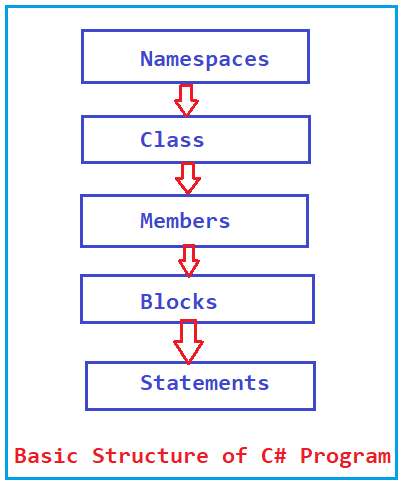 Namespaces
Class
Members
Blocks
Statements
Basic Structure of C# Program